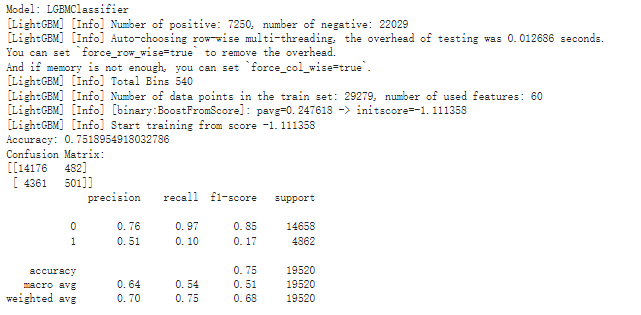 Model: LGBMClassifier
[LightGBM] [Info] Number of positive: 7250, number of negative: 22029
[LightGBM] [Info] Auto-choosing row-wise multi-threading, the overhead of testing was 0.012686 seconds.
You can set `force_row_wise=true` to remove the overhead.
And if memory is not enough, you can set `force_col_wise=true`.
[LightGBM] [Info] Total Bins 540
[LightGBM] [Info] Number of data points in the train set: 29279, number of used features: 60
[LightGBM] [Info] [binary:BoostFromScore]: pavg=0.247618 -> initscore=-1.111358
[LightGBM] [Info] Start training from score -1.111358
Accuracy: 0.7518954918032786
Confusion Matrix:
[[14176   482]
 [ 4361   501]]
              precision    recall  f1-score   support

           0       0.76      0.97      0.85     14658
           1       0.51      0.10      0.17      4862

    accuracy                           0.75     19520
   macro avg       0.64      0.54      0.51     19520
weighted avg       0.70      0.75      0.68     19520